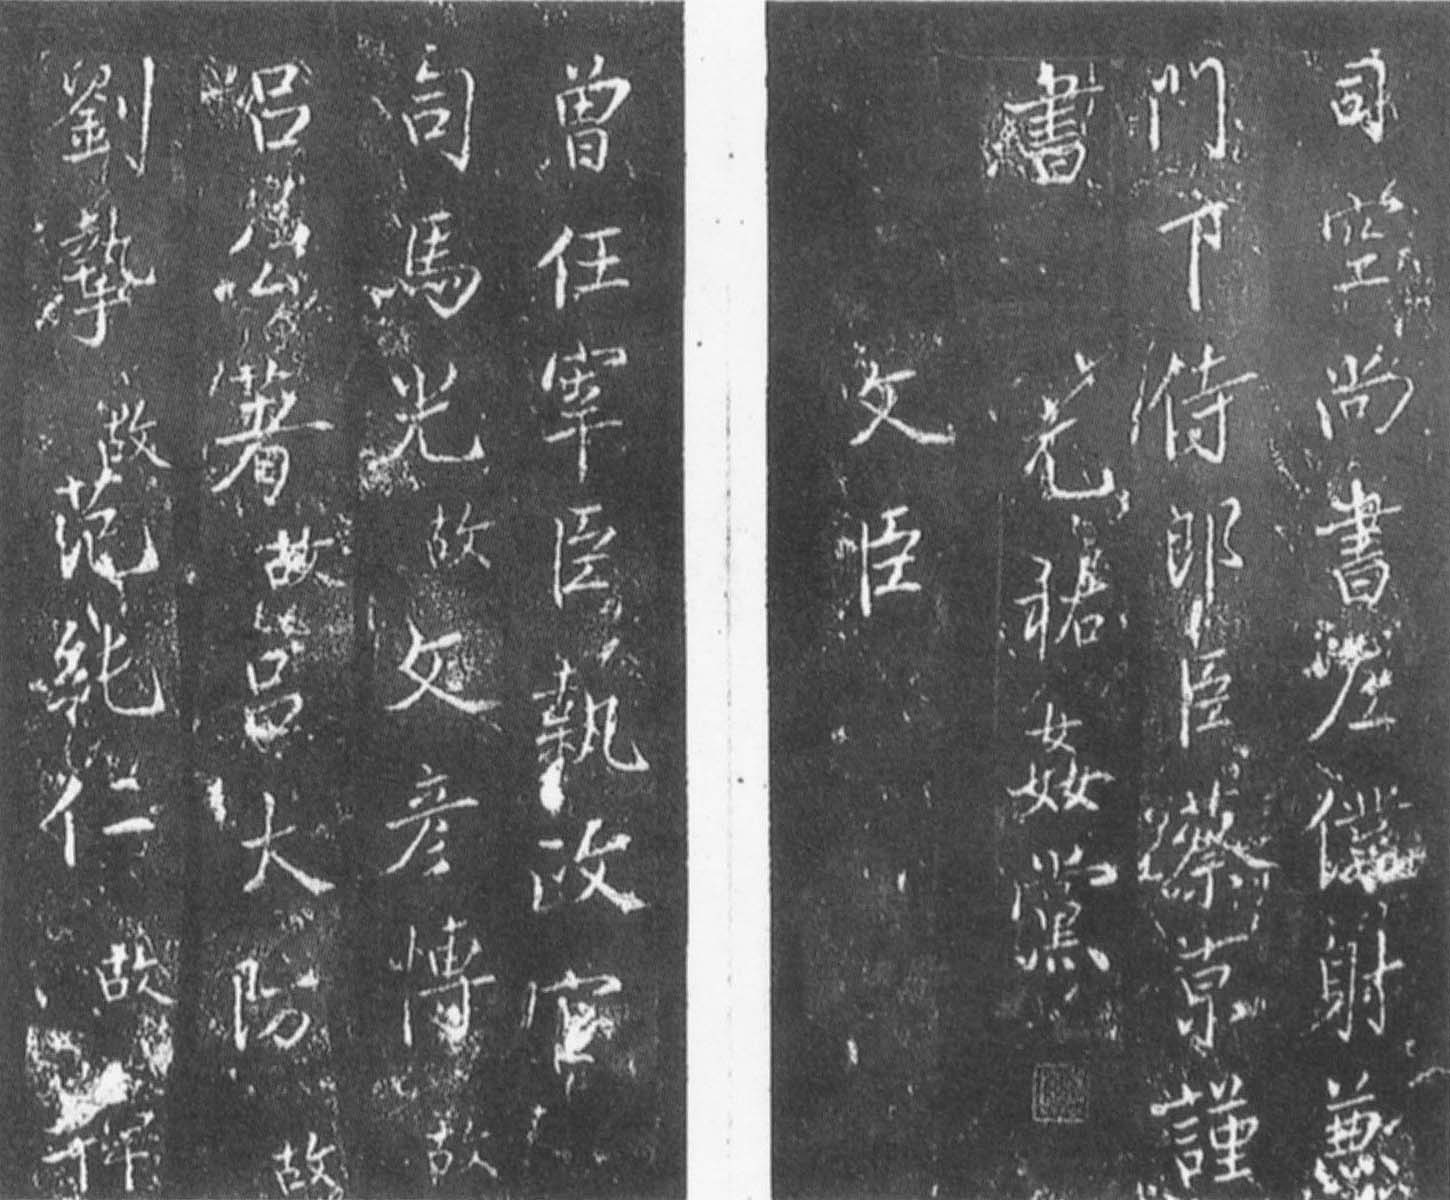 司空尚書左僕射兼
門下侍郎臣蔡京謹
書 元祐姦黨
文臣
曾任宰臣執政官
司馬光 故 文彥博 故
呂公著 故 呂大防 故
劉摯 故 范純仁 故